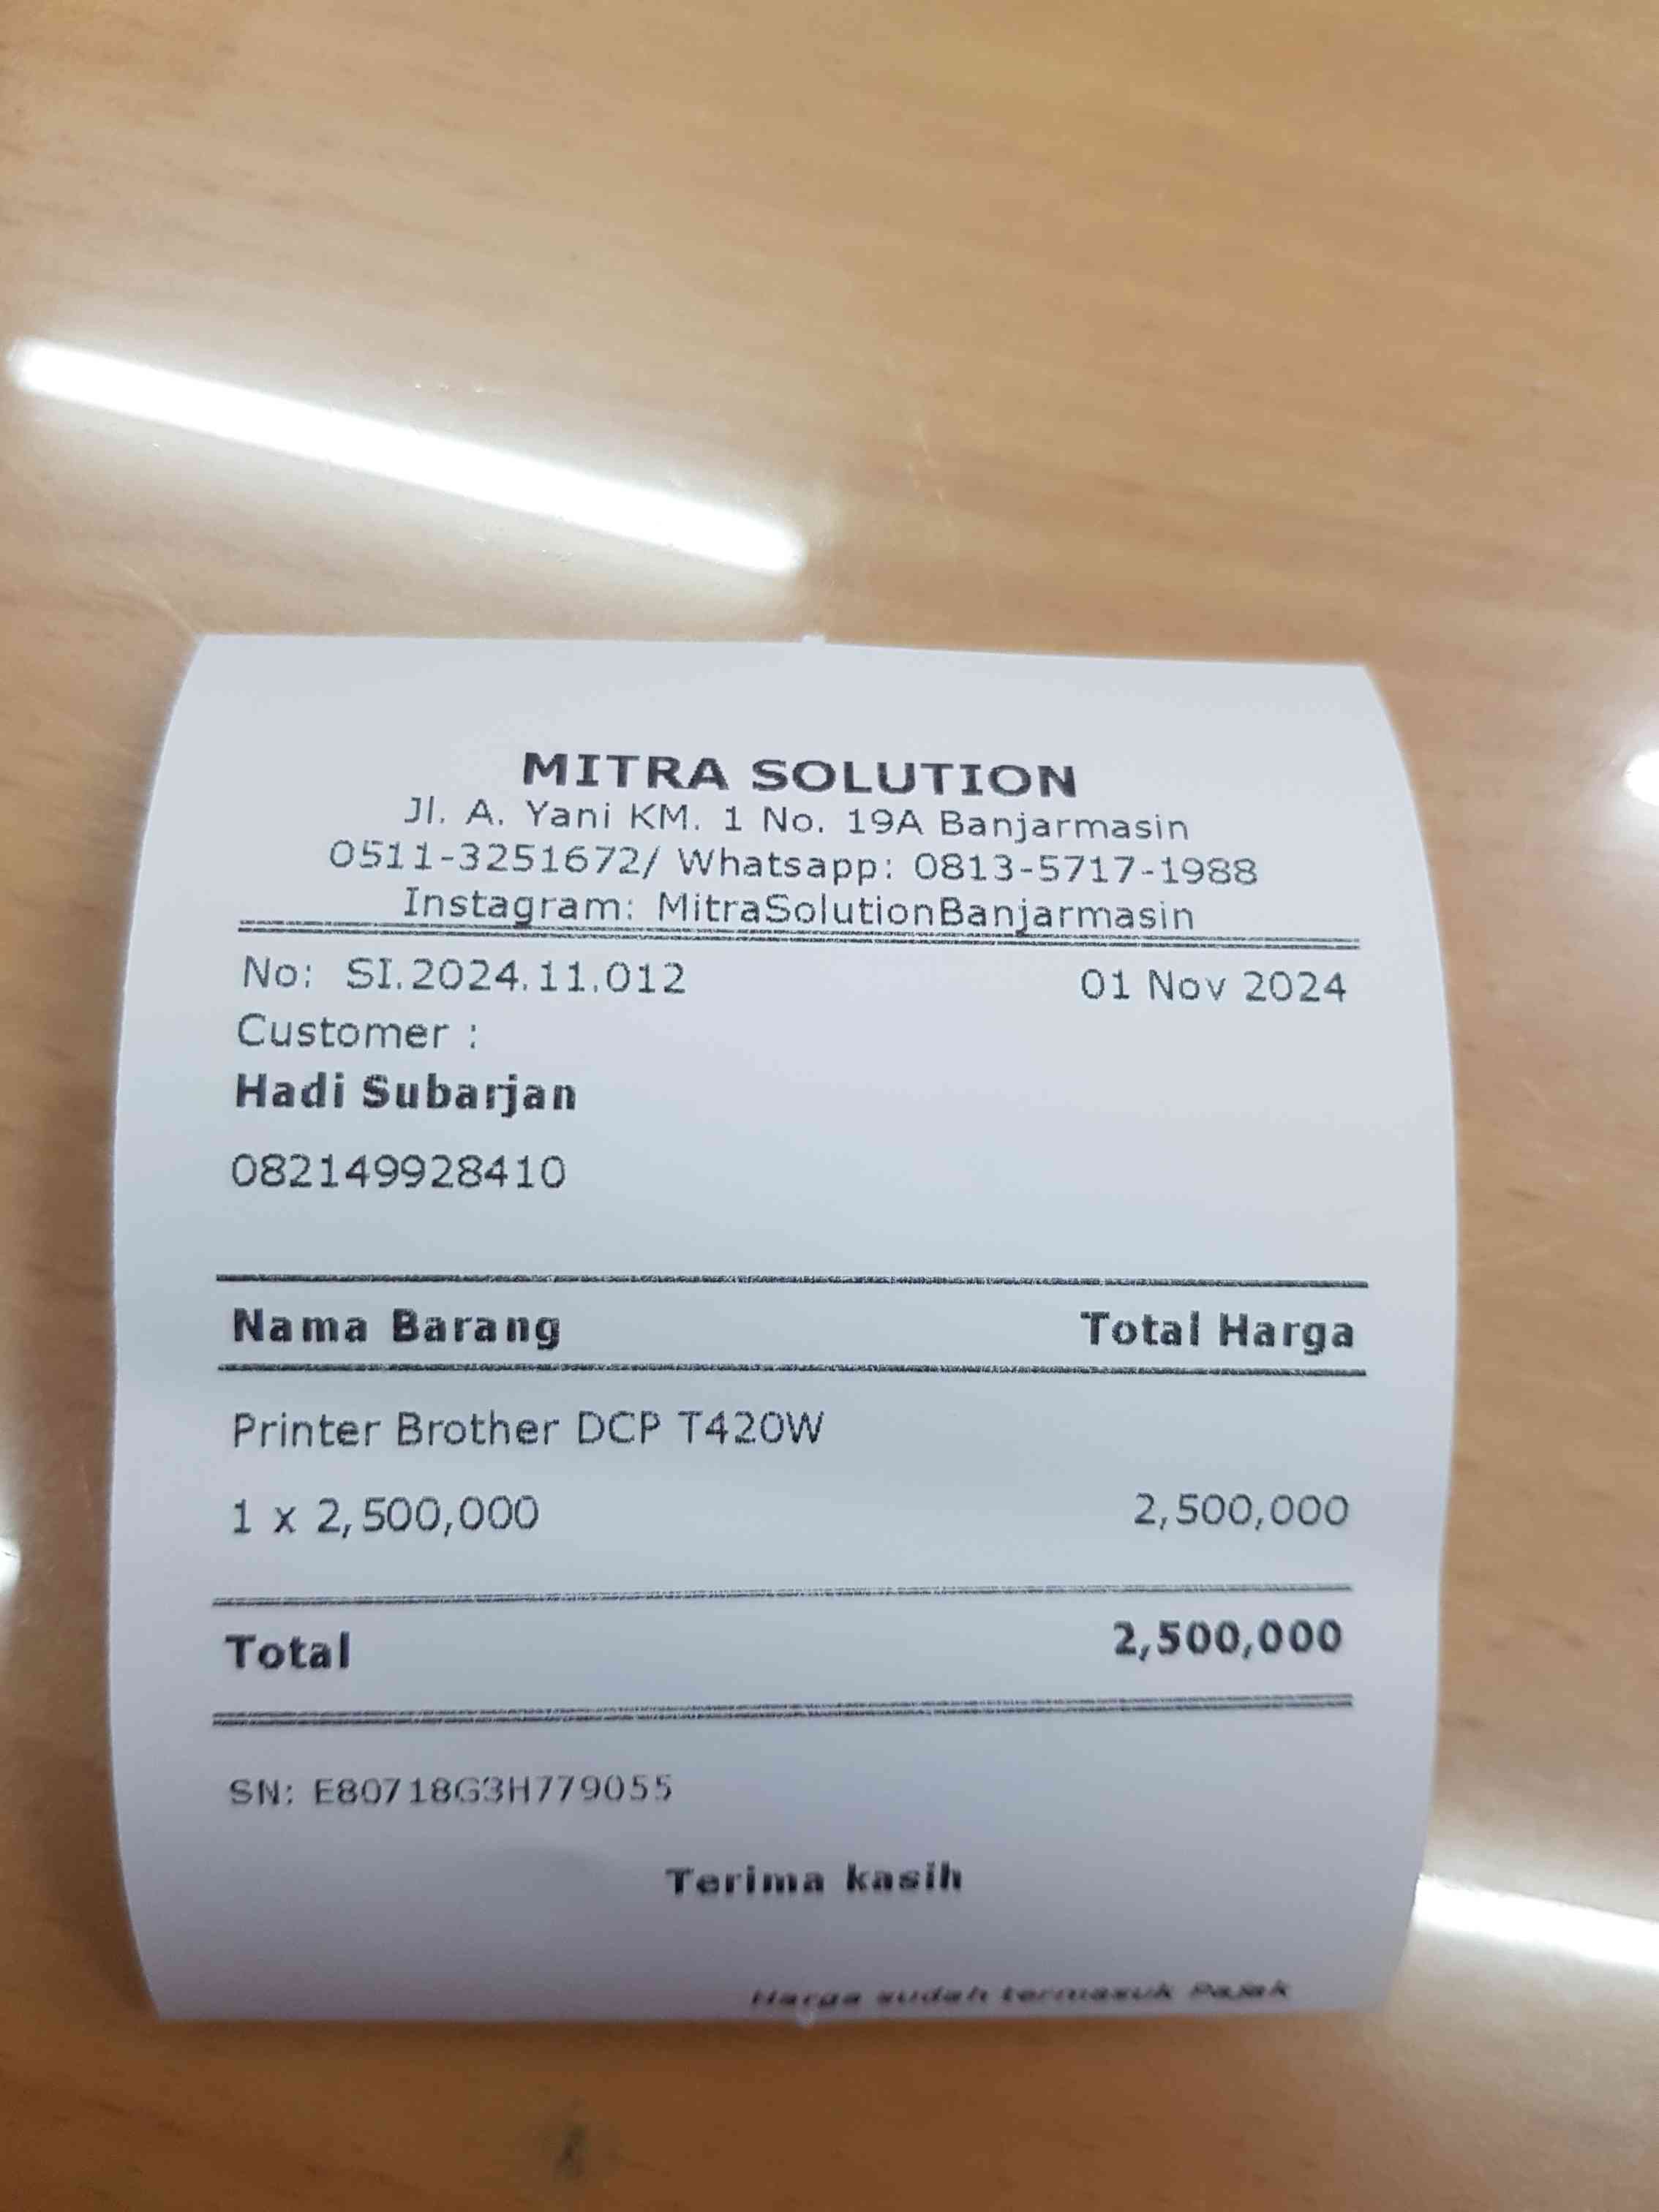 MITRA SOLUTION
Jl. A. Yani KM. 1 No. 19A Banjarmasin
0511-3251672/ Whatsapp: 0813-5717-1988
Instagram: MitraSolutionBanjarmasin
No: SI.2024.11.012 01 Nov 2024
Customer :
Hadi Subarjan
082149928410
Nama Barang Total Harga
Printer Brother DCP T420W
1 x 2,500,000 2,500,000
Total 2,500,000
SN: E80718G3H779055
Terima kasih
Harga sudah termasuk Pajak